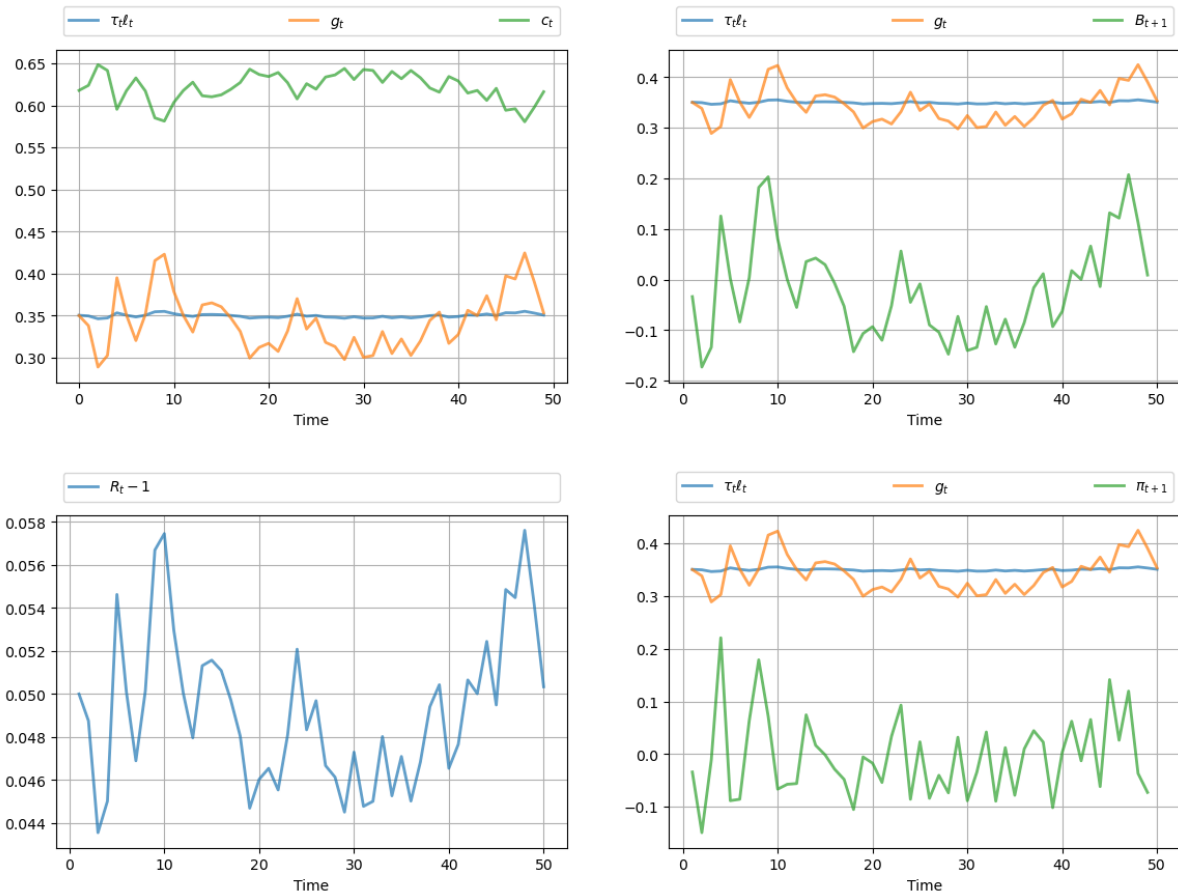 τₜℓₜ gₜ cₜ
0.65
0.60
0.55
0.50
0.45
0.40
0.35
0.30
0 10 20 30 40 50
Time
τₜℓₜ gₜ Bₜ₊₁
0.4
0.3
0.2
0.1
0.0
−0.1
−0.2
0 10 20 30 40 50
Time
Rₜ − 1
0.058
0.056
0.054
0.052
0.050
0.048
0.046
0.044
0 10 20 30 40 50
Time
τₜℓₜ gₜ πₜ₊₁
0.4
0.3
0.2
0.1
0.0
−0.1
0 10 20 30 40 50
Time